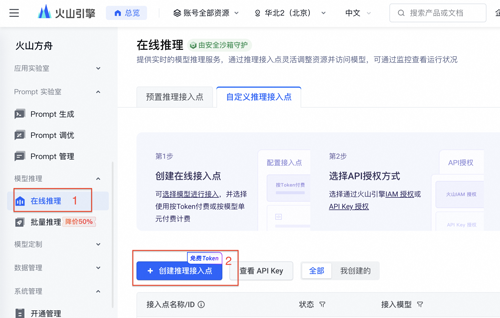 火山引擎
总览
账号全部资源
华北2（北京）
中文
搜索产品或文档
火山方舟
应用实验室
Prompt 实验室
Prompt 生成
Prompt 调优
Prompt 管理
模型推理
在线推理
1
批量推理
降价50%
模型定制
数据管理
系统管理
开通管理
在线推理
由安全沙箱守护
提供实时的模型推理服务，通过推理接入点灵活调整资源并访问模型，可通过监控查看运行状况
预置推理接入点
自定义推理接入点
第1步
创建在线接入点
可选择模型进行接入，并选择
使用按Token付费或按模型单
元付费计费
配置接入点
按Token付费
第2步
选择API授权方式
选择通过火山引擎IAM 授权或
API Key 授权
API授权
火山IAM 授权
API Key 授权
免费Token
+ 创建推理接入点
2
查看 API Key
全部
我创建的
接入点名称/ID
状态
接入模型